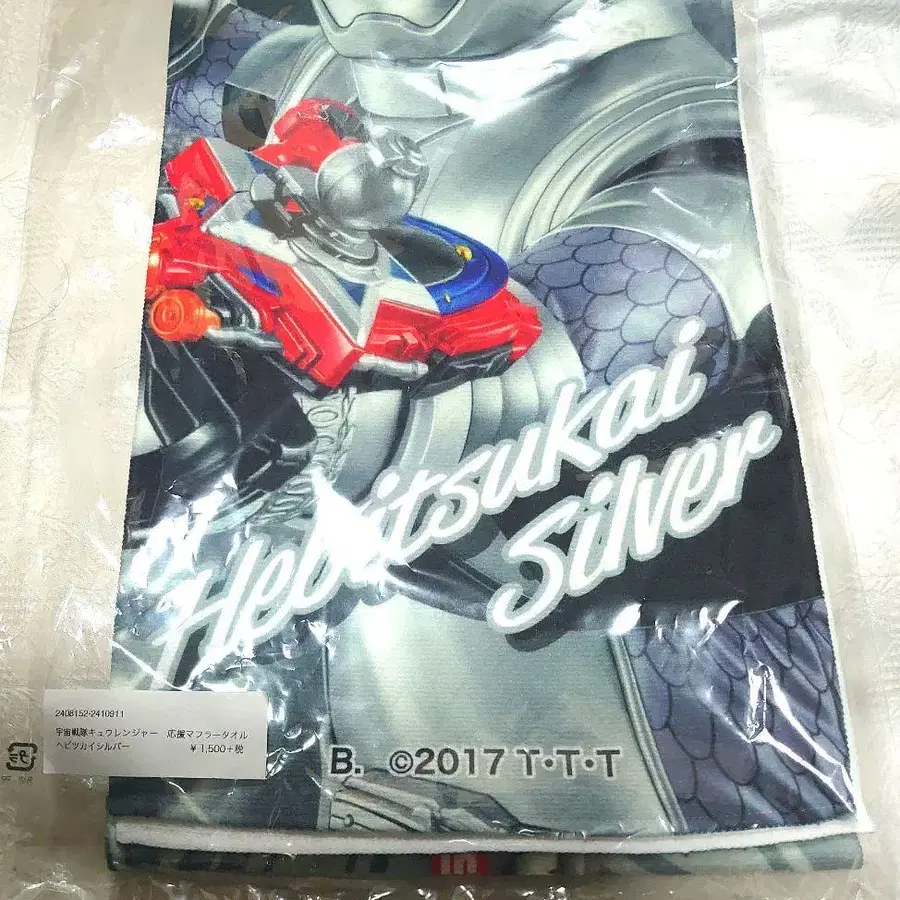 Hebitsukai
Silver
2408152-2410911
宇宙戦隊キュウレンジャー　応援マフラータオル
ヘビツカイシルバー　￥1,500+税
B. ©2017 T・T・T
プラ